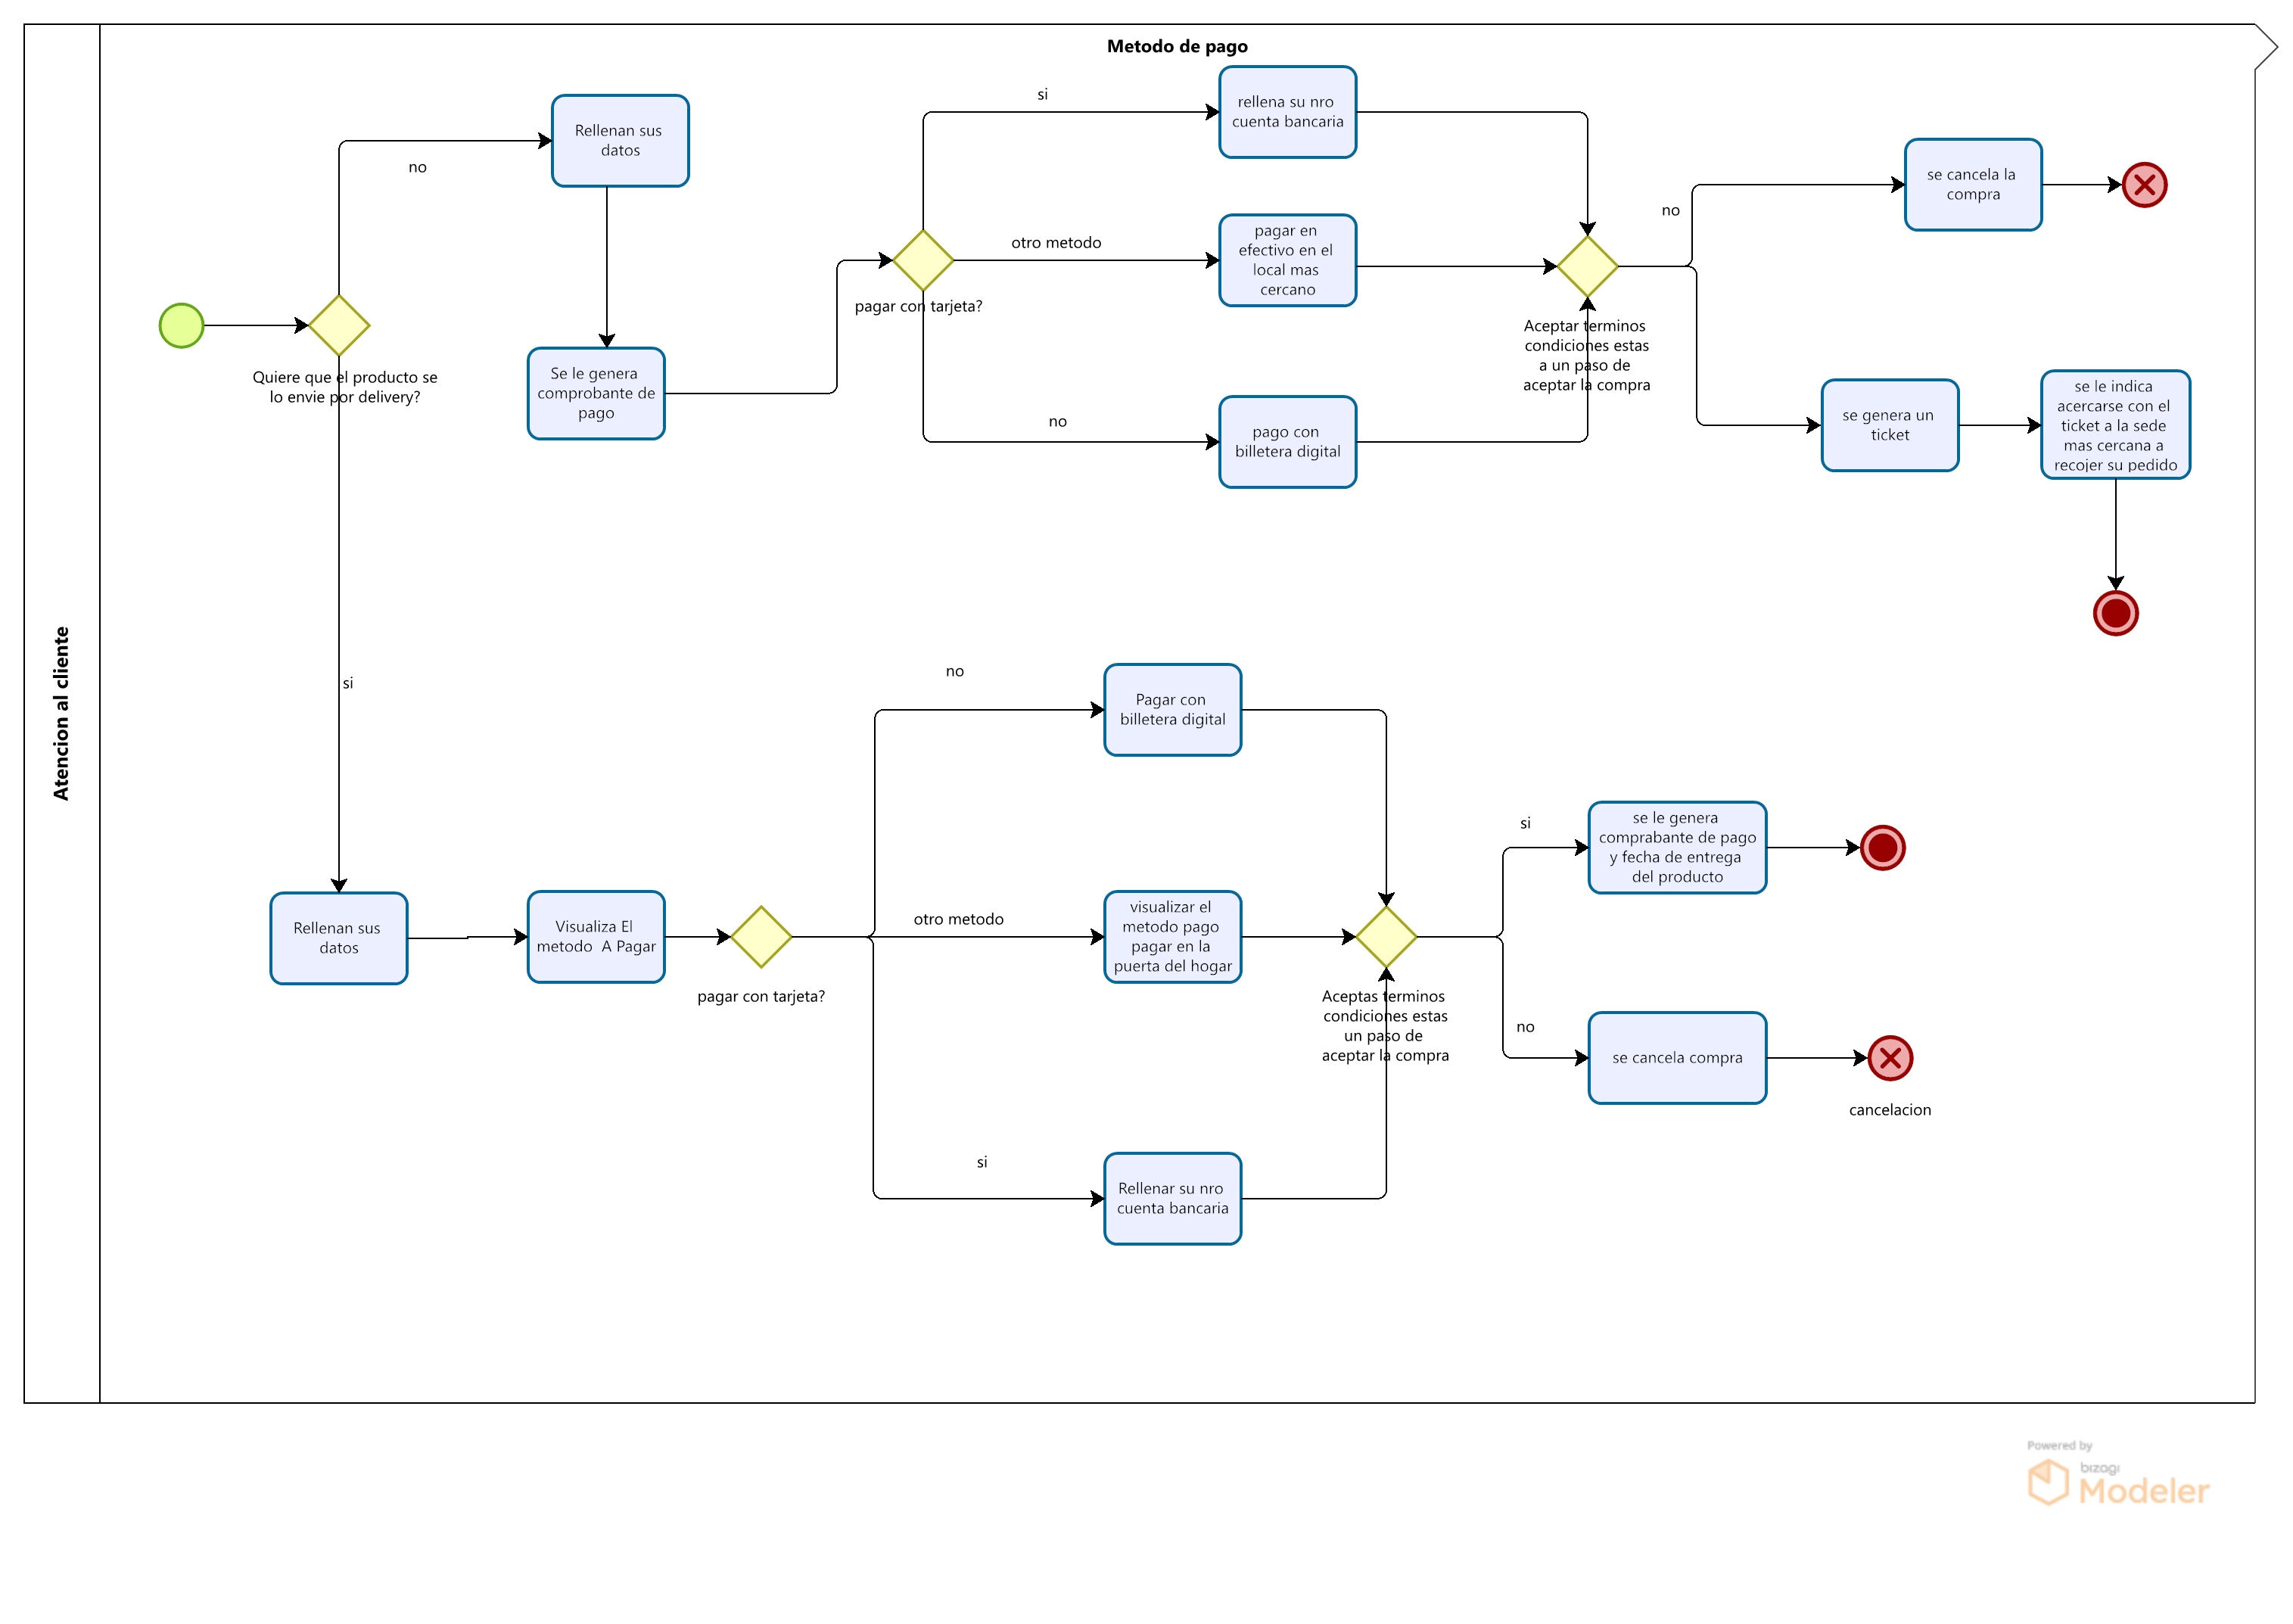 Metodo de pago
Atencion al cliente
Quiere que el producto se
lo envie por delivery?
no
Rellenan sus
datos
Se le genera
comprobante de
pago
pagar con tarjeta?
si
rellena su nro
cuenta bancaria
otro metodo
pagar en
efectivo en el
local mas
cercano
no
pago con
billetera digital
Aceptar terminos
condiciones estas
a un paso de
aceptar la compra
no
se cancela la
compra
se genera un
ticket
se le indica
acercarse con el
ticket a la sede
mas cercana a
recojer su pedido
si
Rellenan sus
datos
Visualiza El
metodo  A Pagar
pagar con tarjeta?
no
Pagar con
billetera digital
otro metodo
visualizar el
metodo pago
pagar en la
puerta del hogar
si
Rellenar su nro
cuenta bancaria
Aceptas terminos
condiciones estas
un paso de
aceptar la compra
si
se le genera
comprabante de pago
y fecha de entrega
del producto
no
se cancela compra
cancelacion
Powered by
bizagi
Modeler